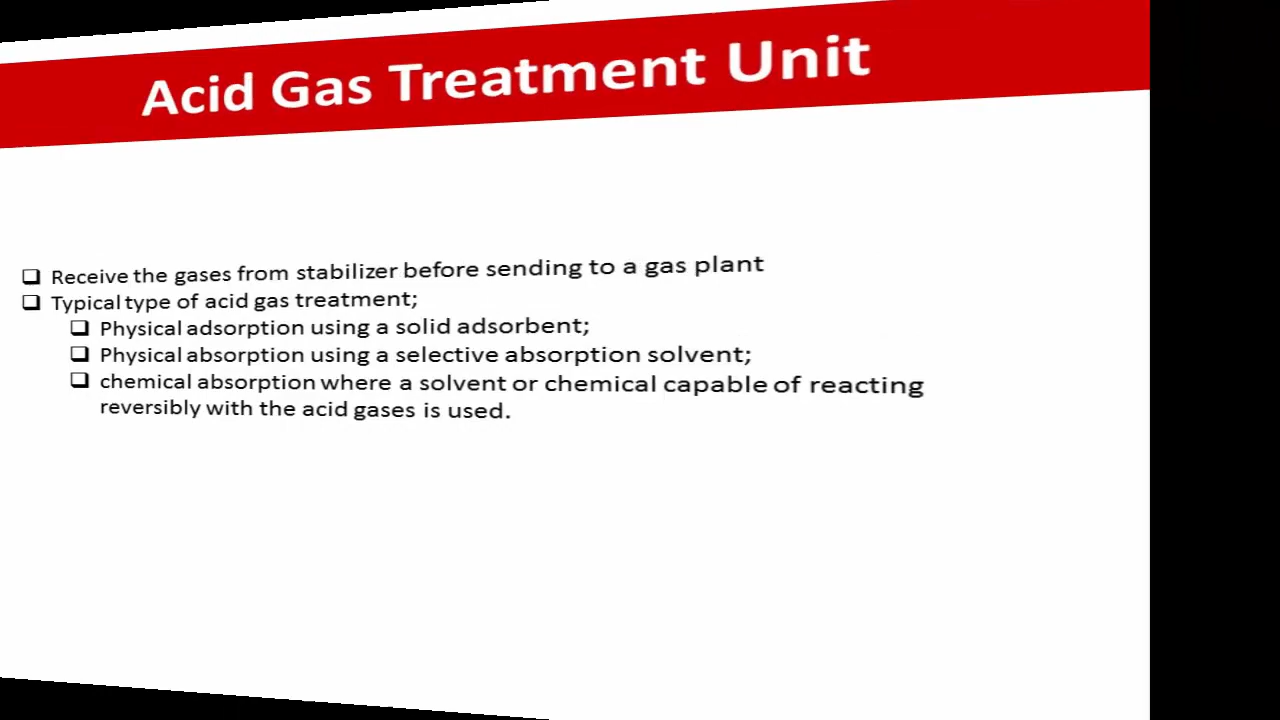 Acid Gas Treatment Unit
❑ Receive the gases from stabilizer before sending to a gas plant
❑ Typical type of acid gas treatment;
❑ Physical adsorption using a solid adsorbent;
❑ Physical absorption using a selective absorption solvent;
❑ chemical absorption where a solvent or chemical capable of reacting
reversibly with the acid gases is used.